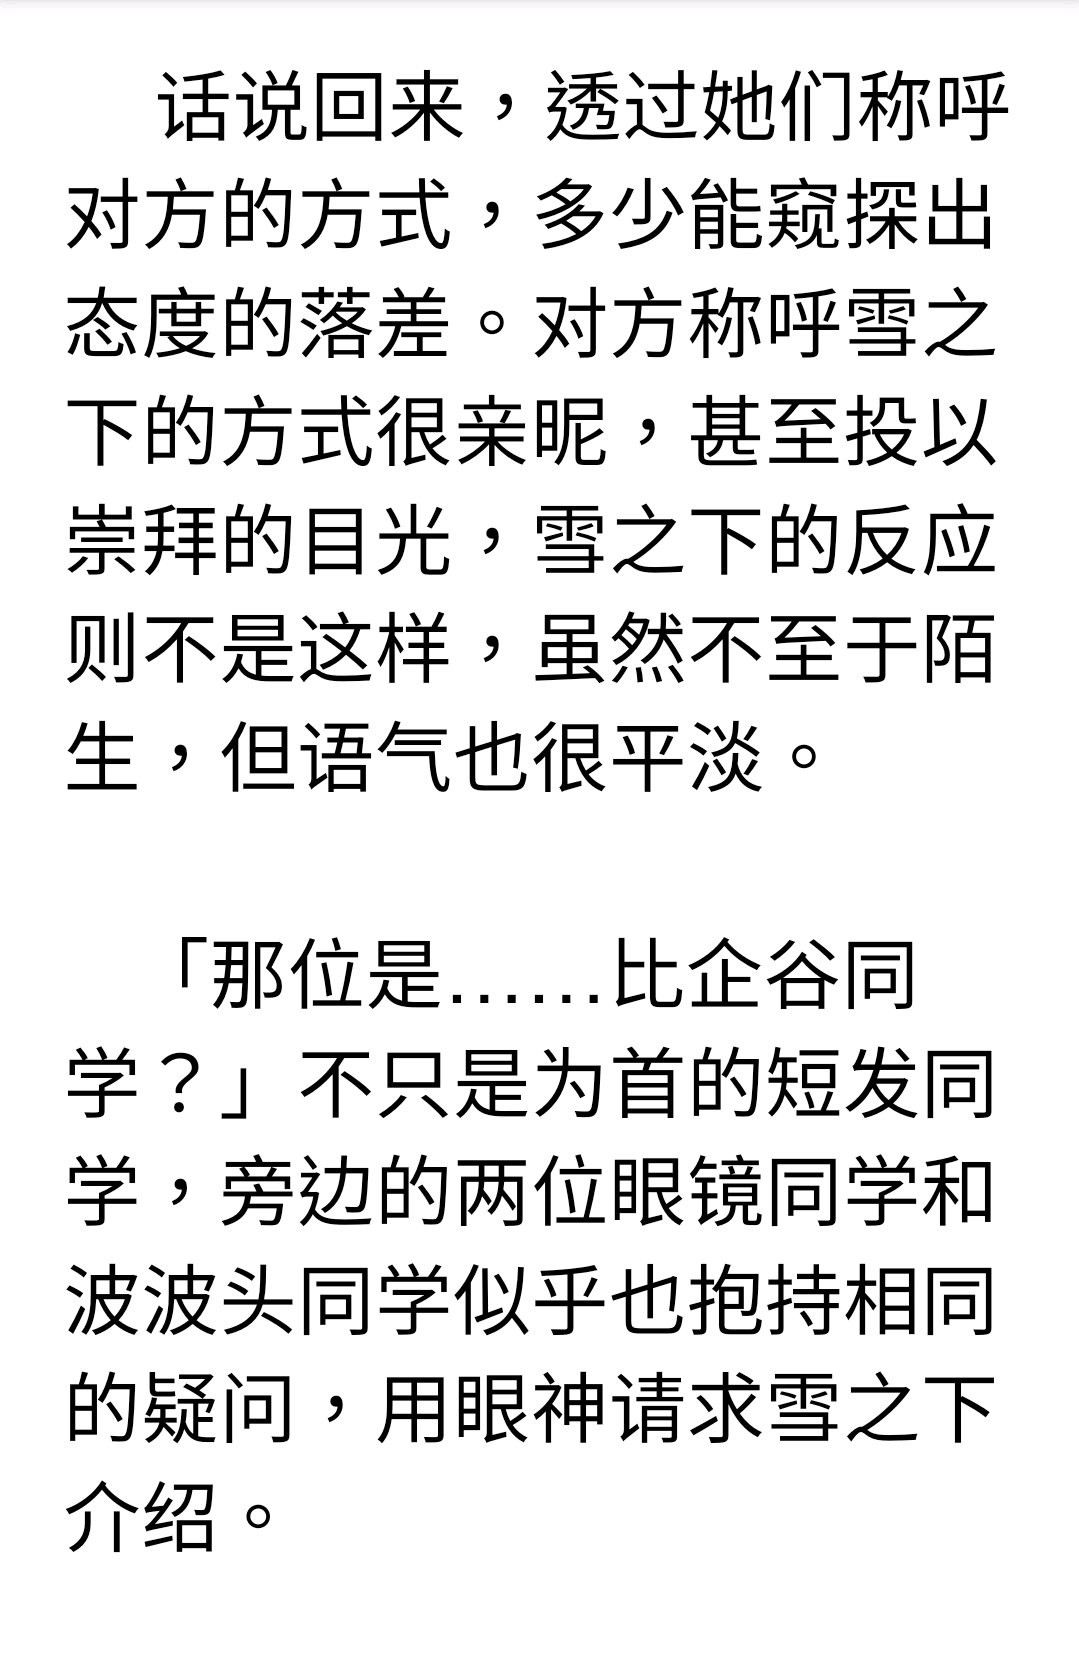 话说回来，透过她们称呼
对方的方式，多少能窥探出
态度的落差。对方称呼雪之
下的方式很亲昵，甚至投以
崇拜的目光，雪之下的反应
则不是这样，虽然不至于陌
生，但语气也很平淡。
「那位是……比企谷同
学？」不只是为首的短发同
学，旁边的两位眼镜同学和
波波头同学似乎也抱持相同
的疑问，用眼神请求雪之下
介绍。